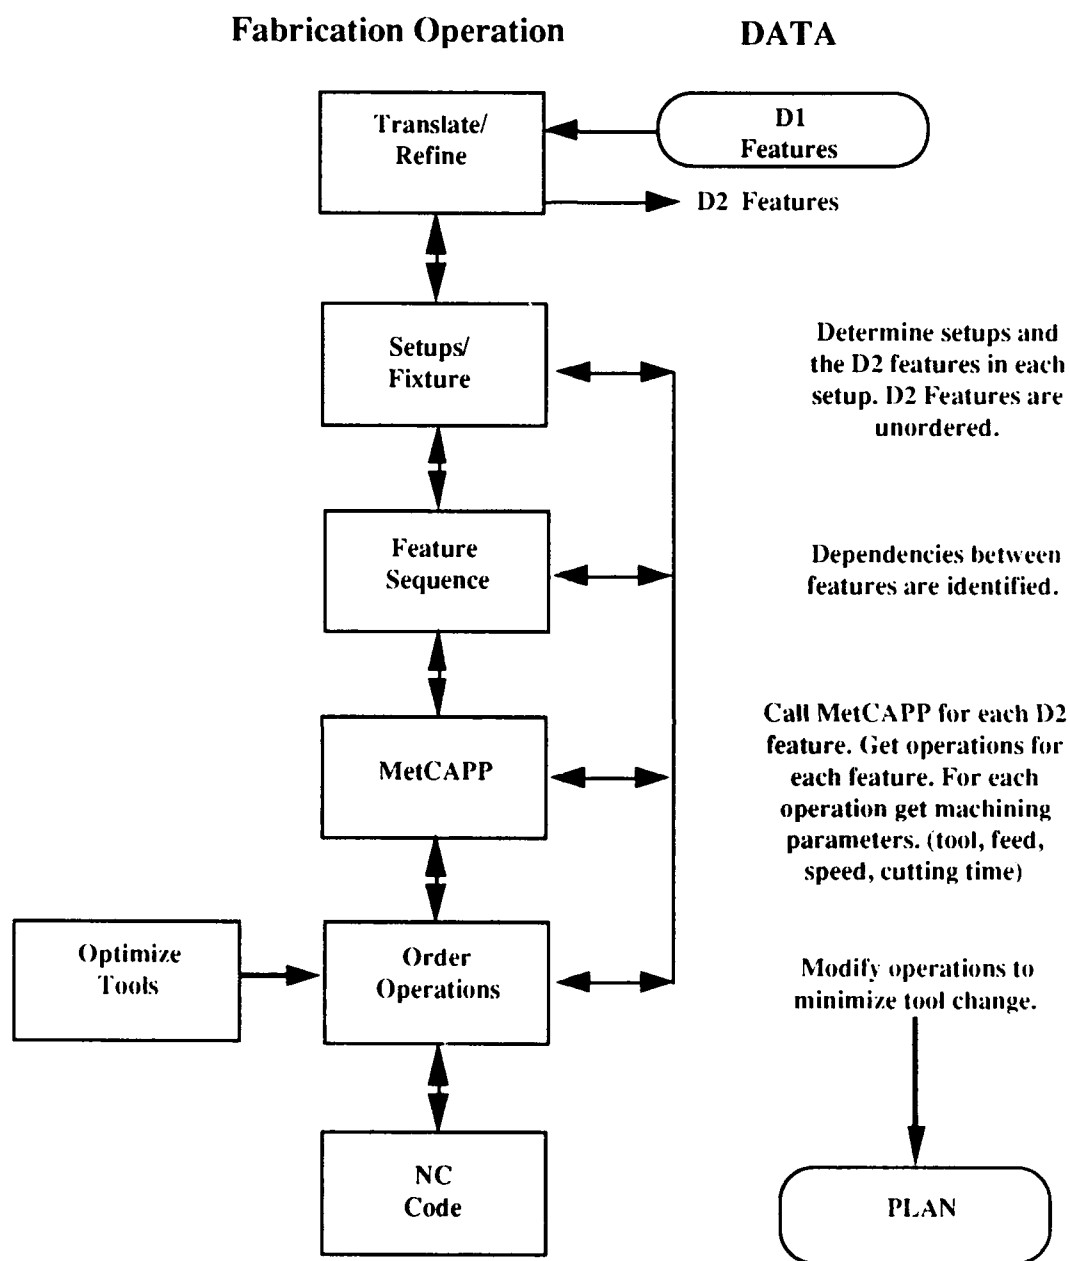 Fabrication Operation
DATA
Translate/
Refine
D1
Features
D2 Features
Setups/
Fixture
Determine setups and
the D2 features in each
setup. D2 Features are
unordered.
Feature
Sequence
Dependencies between
features are identified.
MetCAPP
Call MetCAPP for each D2
feature. Get operations for
each feature. For each
operation get machining
parameters. (tool, feed,
speed, cutting time)
Optimize
Tools
Order
Operations
Modify operations to
minimize tool change.
NC
Code
PLAN